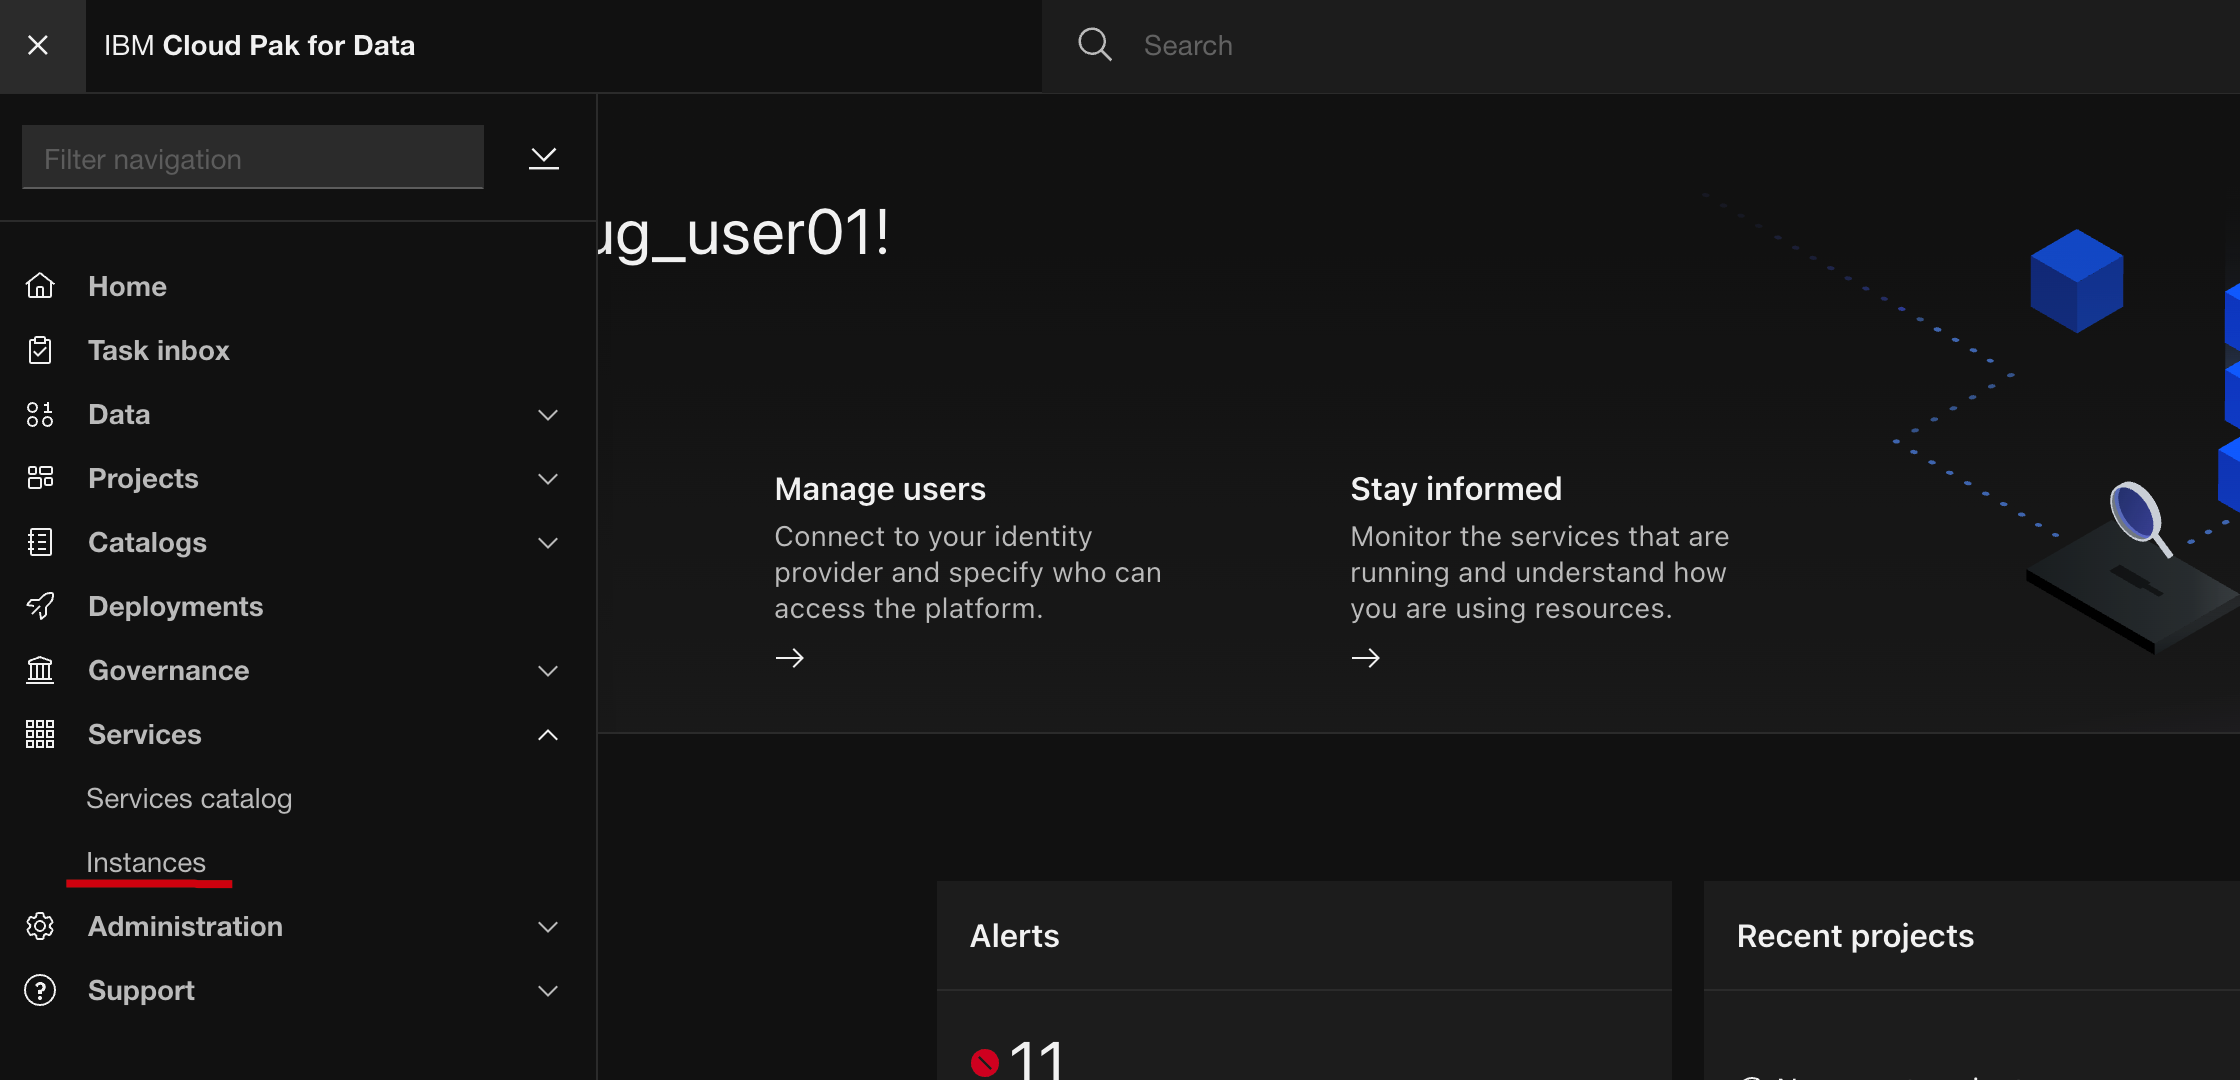 IBM Cloud Pak for Data
Search
Filter navigation
Home
Task inbox
Data
Projects
Catalogs
Deployments
Governance
Services
Services catalog
Instances
Administration
Support
ug_user01!
Manage users
Connect to your identity
provider and specify who can
access the platform.
Stay informed
Monitor the services that are
running and understand how
you are using resources.
Alerts
11
Recent projects